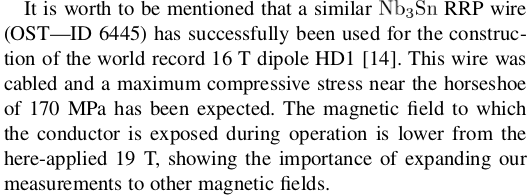 It is worth to be mentioned that a similar Nb₃Sn RRP wire
(OST—ID 6445) has successfully been used for the construc-
tion of the world record 16 T dipole HD1 [14]. This wire was
cabled and a maximum compressive stress near the horseshoe
of 170 MPa has been expected. The magnetic field to which
the conductor is exposed during operation is lower from the
here-applied 19 T, showing the importance of expanding our
measurements to other magnetic fields.